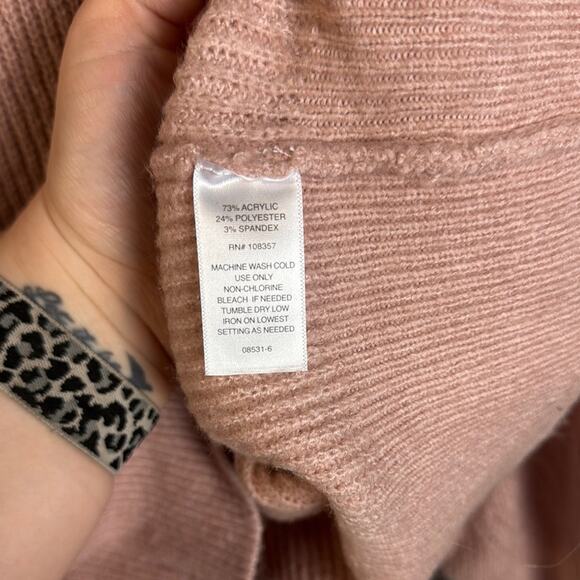 73% ACRYLIC
24% POLYESTER
3% SPANDEX
RN# 108357
MACHINE WASH COLD
USE ONLY
NON-CHLORINE
BLEACH IF NEEDED
TUMBLE DRY LOW
IRON ON LOWEST
SETTING AS NEEDED
08531-6